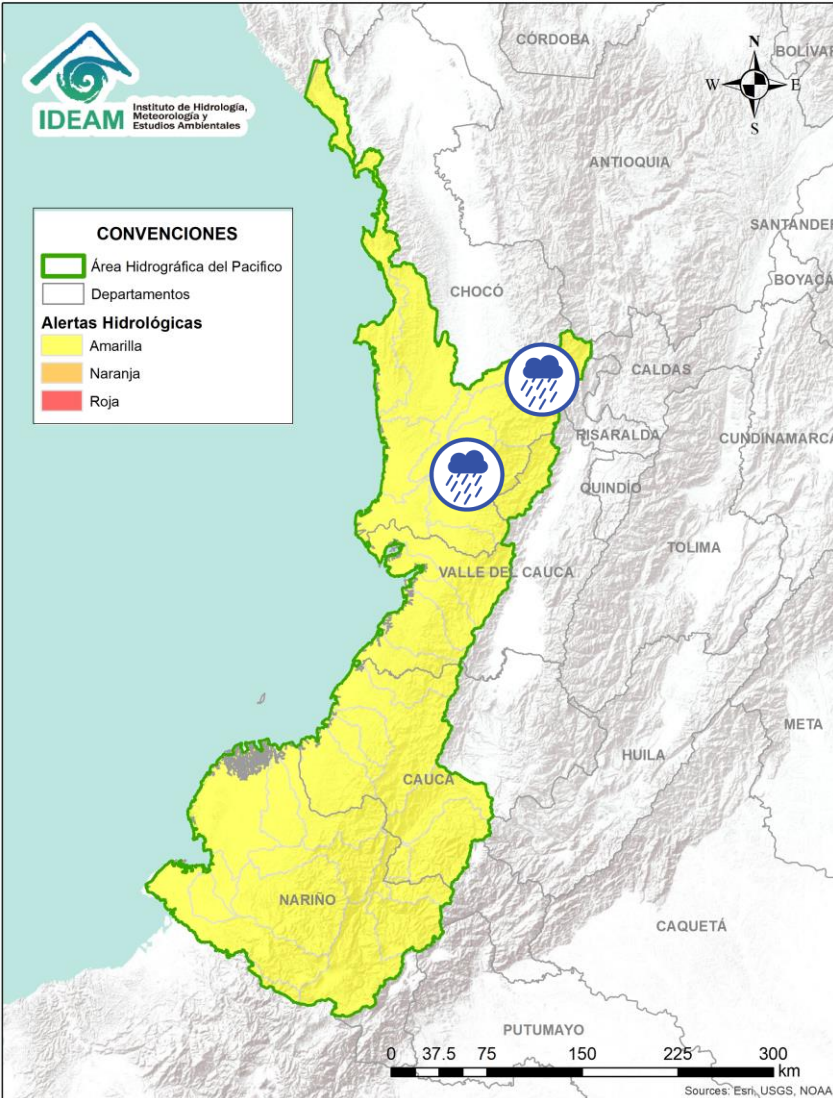 IDEAM
Instituto de Hidrología,
Meteorología y
Estudios Ambientales
CÓRDOBA
BOLÍVAR
N
W
E
S
ANTIOQUIA
SANTANDER
BOYACÁ
CONVENCIONES
Área Hidrográfica del Pacifico
Departamentos
Alertas Hidrológicas
Amarilla
Naranja
Roja
CHOCÓ
CALDAS
RISARALDA
CUNDINAMARCA
QUINDÍO
TOLIMA
VALLE DEL CAUCA
META
HUILA
CAUCA
NARIÑO
CAQUETÁ
PUTUMAYO
0 37.5 75 150 225 300
km
Sources: Esri, USGS, NOAA